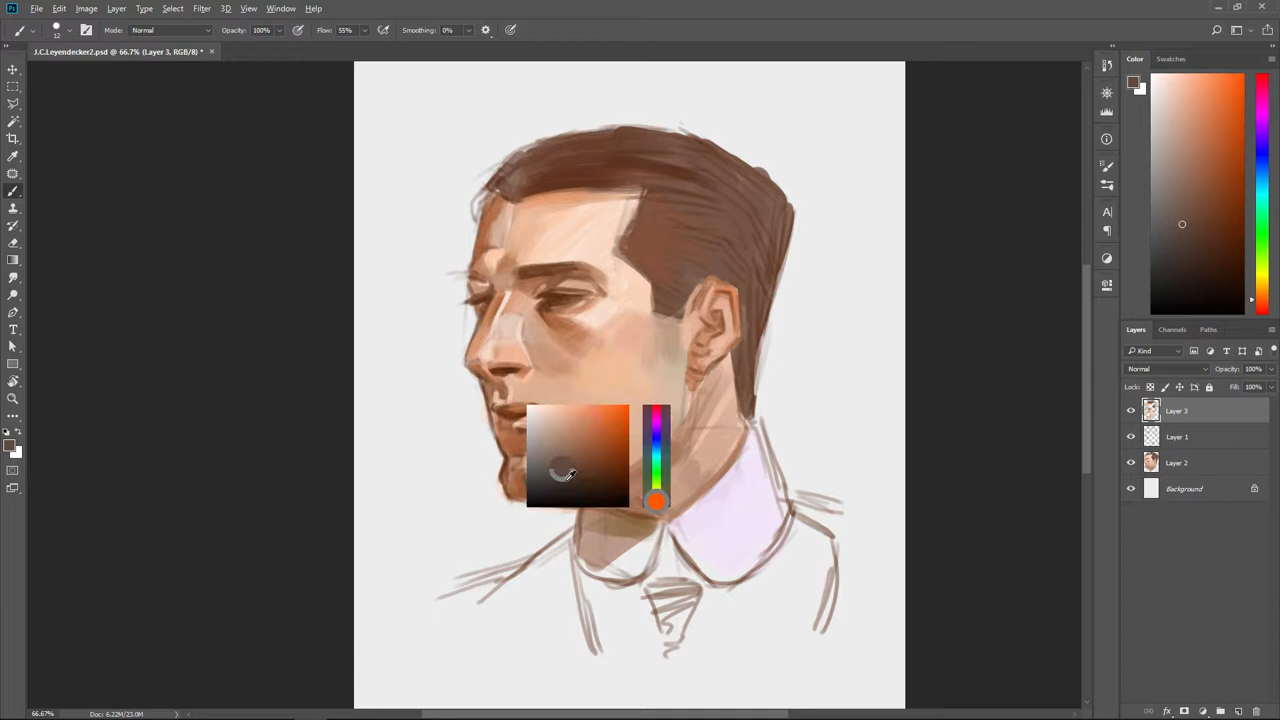 Ps File Edit Image Layer Type Select Filter 3D View Window Help
12 Mode: Normal Opacity: 100% Flow: 55% Smoothing: 0%
J.C.Leyendecker2.psd @ 66.7% (Layer 3, RGB/8) * ×
Color Swatches
Layers Channels Paths
Kind
Normal Opacity: 100%
Lock: Fill: 100%
Layer 3
Layer 1
Layer 2
Background
66.67% Doc: 6.22M/23.0M